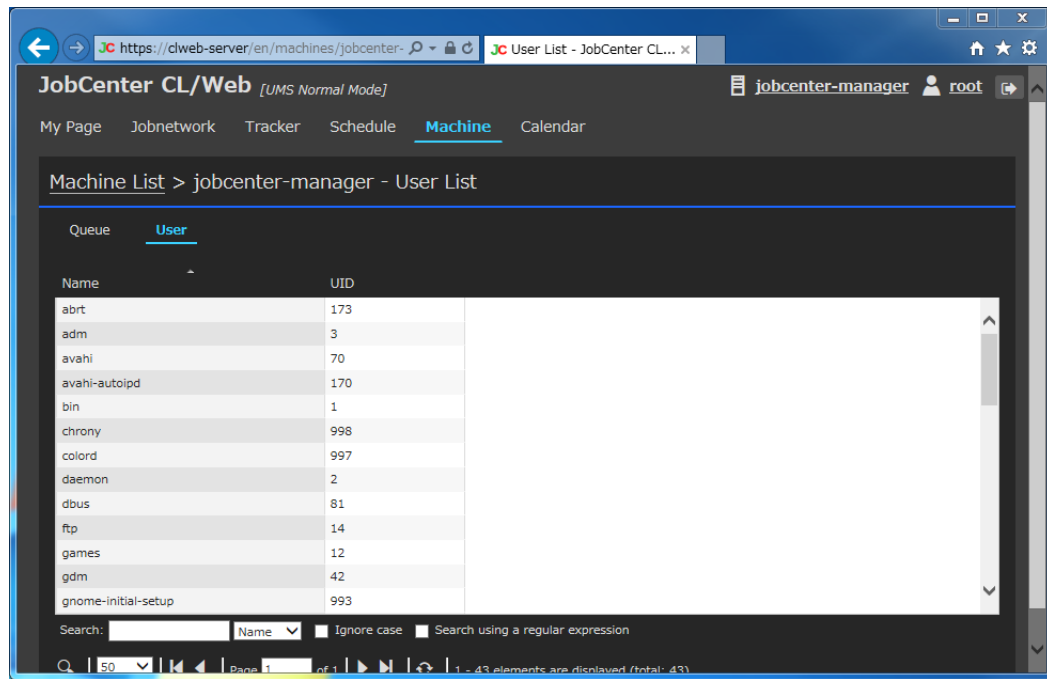 JC https://clweb-server/en/machines/jobcenter-
JC User List - JobCenter CL... ×
JobCenter CL/Web [UMS Normal Mode]
jobcenter-manager root
My Page Jobnetwork Tracker Schedule Machine Calendar
Machine List > jobcenter-manager - User List
Queue User
Name UID
abrt 173
adm 3
avahi 70
avahi-autoipd 170
bin 1
chrony 998
colord 997
daemon 2
dbus 81
ftp 14
games 12
gdm 42
gnome-initial-setup 993
Search: Name Ignore case Search using a regular expression
50 Page 1 of 1 1 - 43 elements are displayed (total: 43)